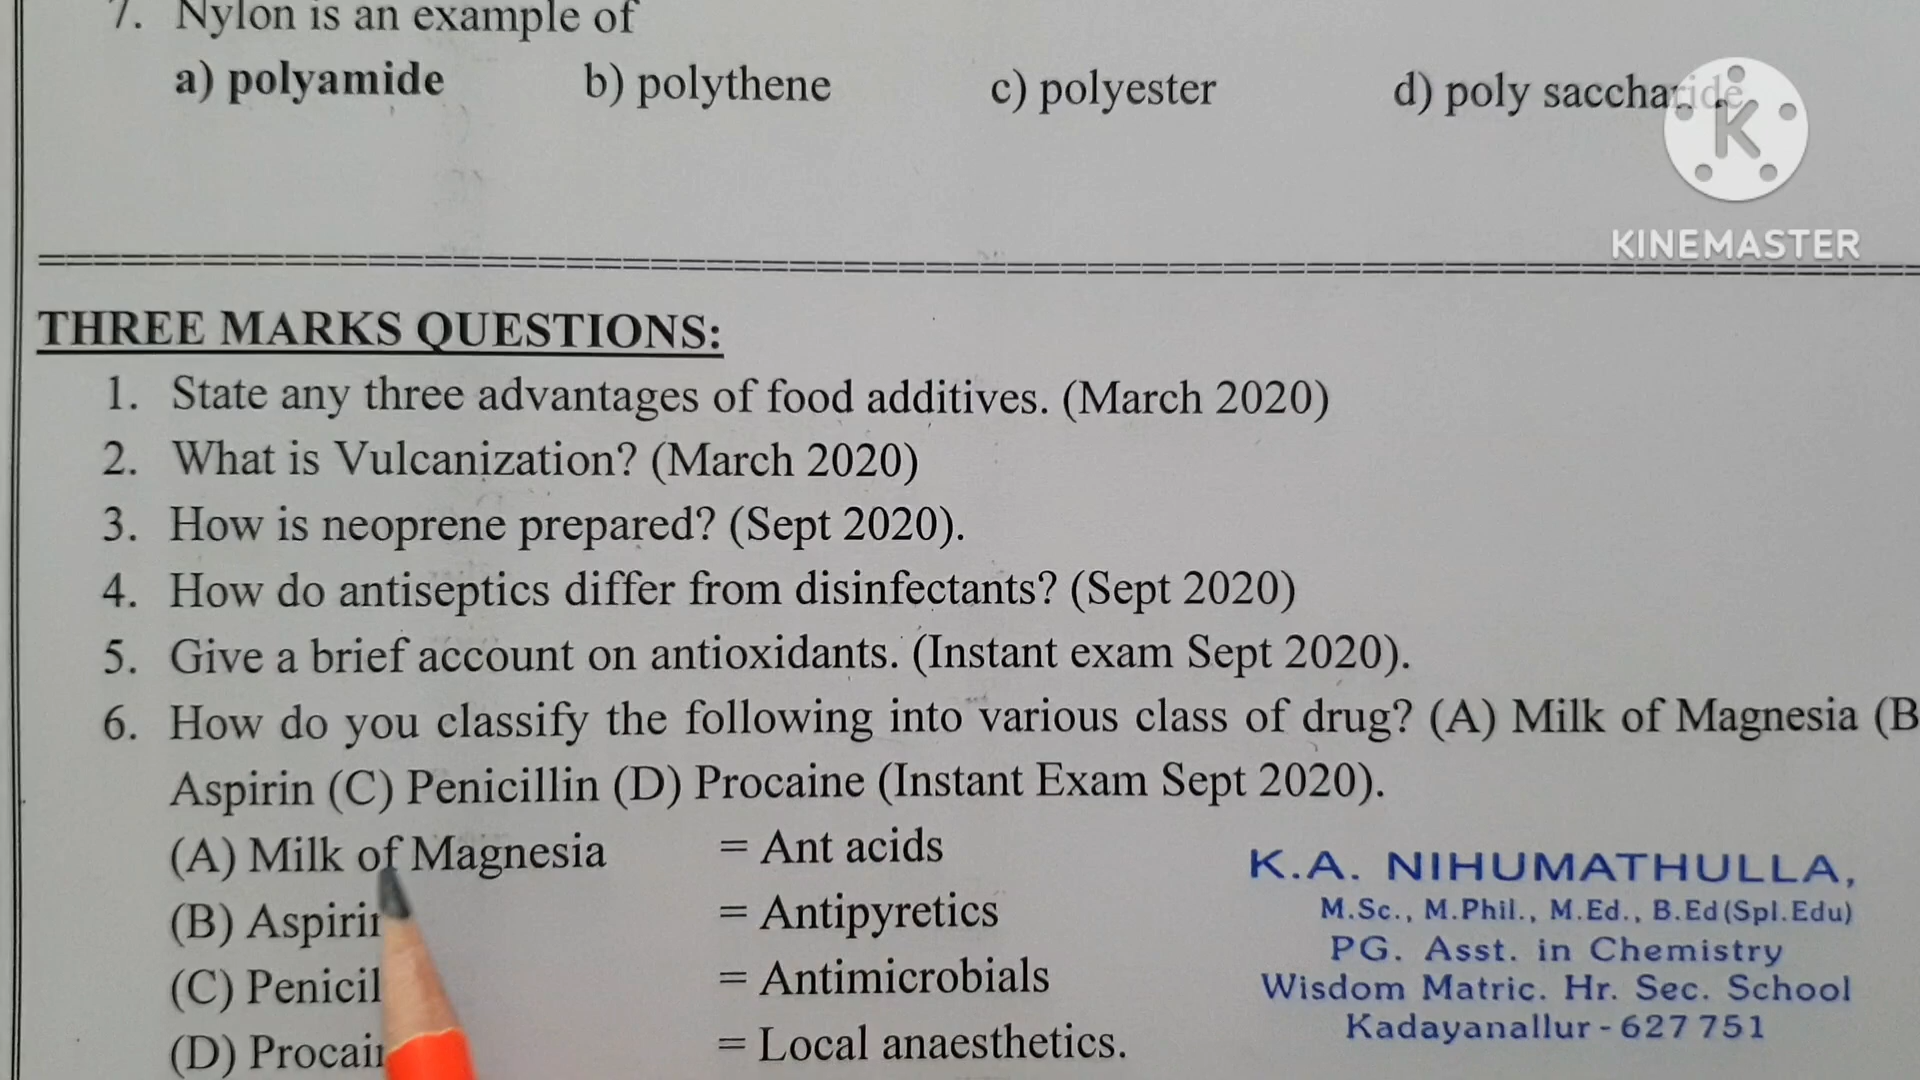 7. Nylon is an example of
a) polyamide b) polythene c) polyester d) poly saccharide
K
KINEMASTER
THREE MARKS QUESTIONS:
1. State any three advantages of food additives. (March 2020)
2. What is Vulcanization? (March 2020)
3. How is neoprene prepared? (Sept 2020).
4. How do antiseptics differ from disinfectants? (Sept 2020)
5. Give a brief account on antioxidants. (Instant exam Sept 2020).
6. How do you classify the following into various class of drug? (A) Milk of Magnesia (B
Aspirin (C) Penicillin (D) Procaine (Instant Exam Sept 2020).
(A) Milk of Magnesia = Ant acids
(B) Aspirin = Antipyretics
(C) Penicil = Antimicrobials
(D) Procain = Local anaesthetics.
K.A. NIHUMATHULLA,
M.Sc., M.Phil., M.Ed., B.Ed(Spl.Edu)
PG. Asst. in Chemistry
Wisdom Matric. Hr. Sec. School
Kadayanallur - 627 751